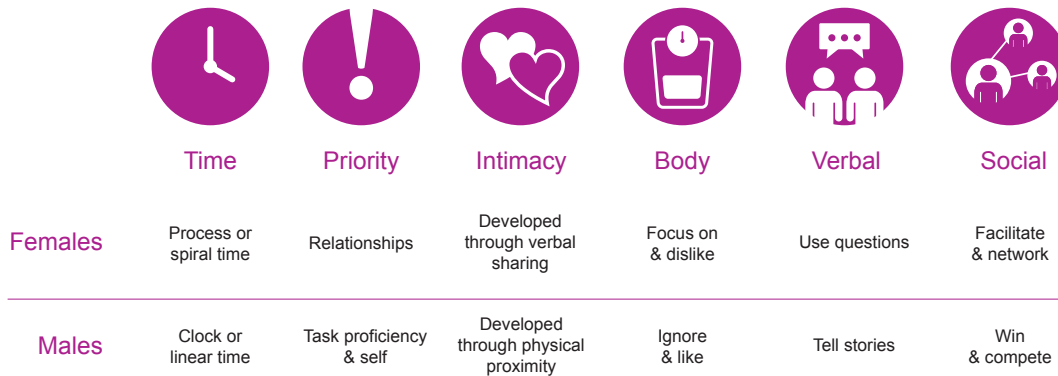 Time
Priority
Intimacy
Body
Verbal
Social
Females
Process or
spiral time
Relationships
Developed
through verbal
sharing
Focus on
& dislike
Use questions
Facilitate
& network
Males
Clock or
linear time
Task proficiency
& self
Developed
through physical
proximity
Ignore
& like
Tell stories
Win
& compete